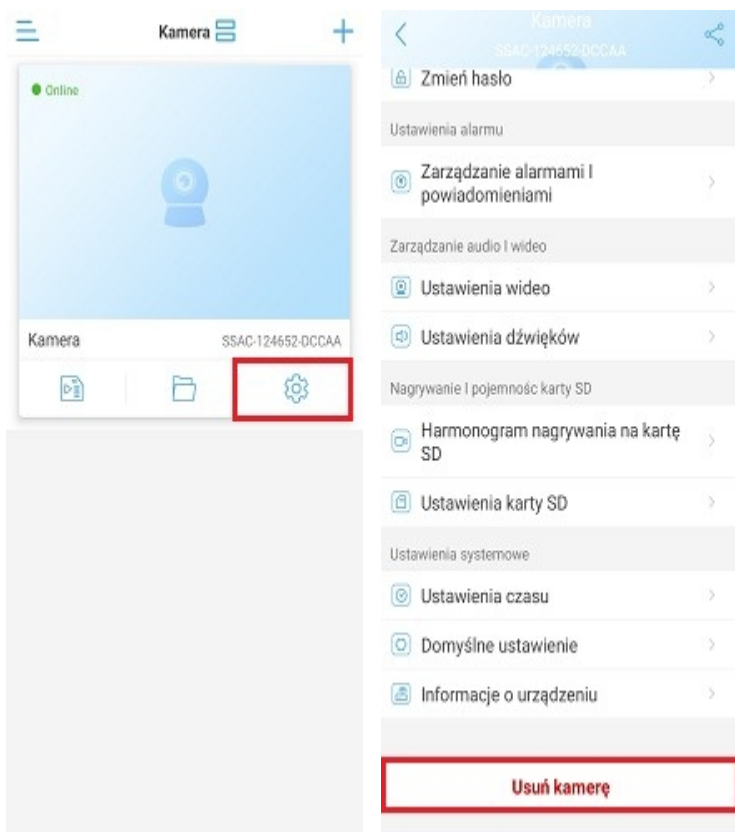 Kamera
Online
Kamera
SSAC-124652-DCCAA
Kamera
SSAC-124652-DCCAA
Zmień hasło
Ustawienia alarmu
Zarządzanie alarmami I
powiadomieniami
Zarządzanie audio I wideo
Ustawienia wideo
Ustawienia dźwięków
Nagrywanie I pojemnośc karty SD
Harmonogram nagrywania na kartę
SD
Ustawienia karty SD
Ustawienia systemowe
Ustawienia czasu
Domyślne ustawienie
Informacje o urządzeniu
Usuń kamerę